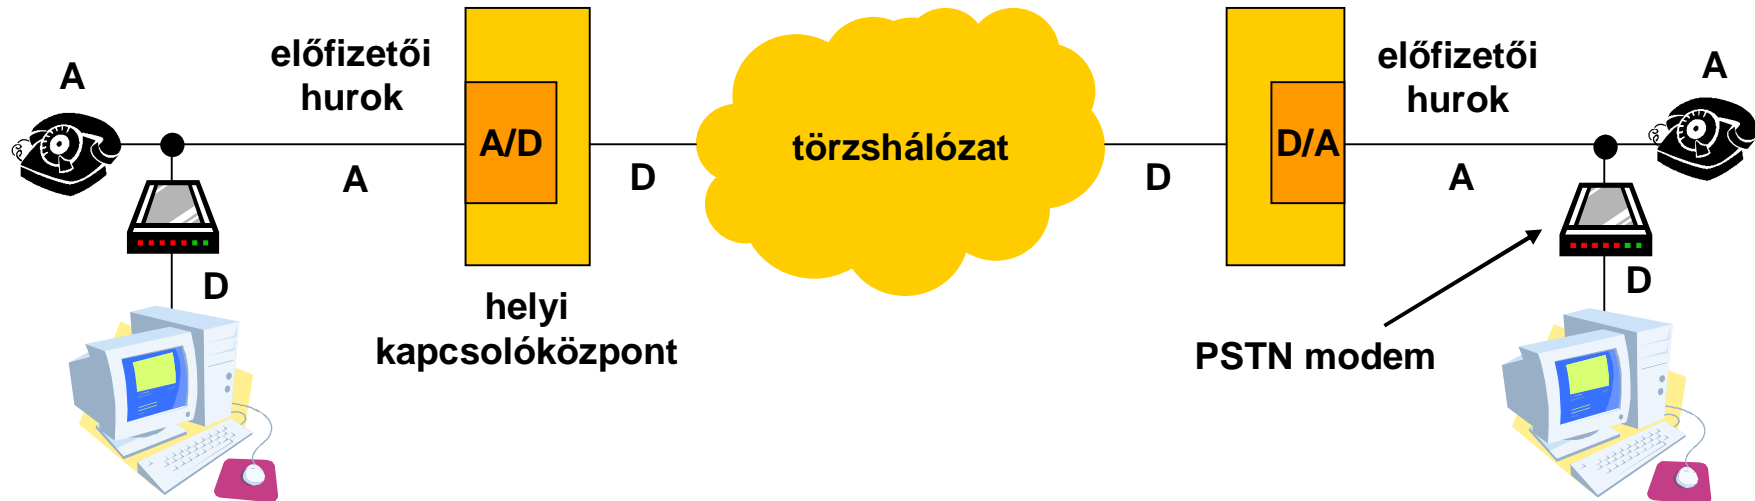 A
előfizetői
hurok
A
A/D
D
törzshálózat
D
D/A
előfizetői
hurok
A
A
D
helyi
kapcsolóközpont
PSTN modem
D